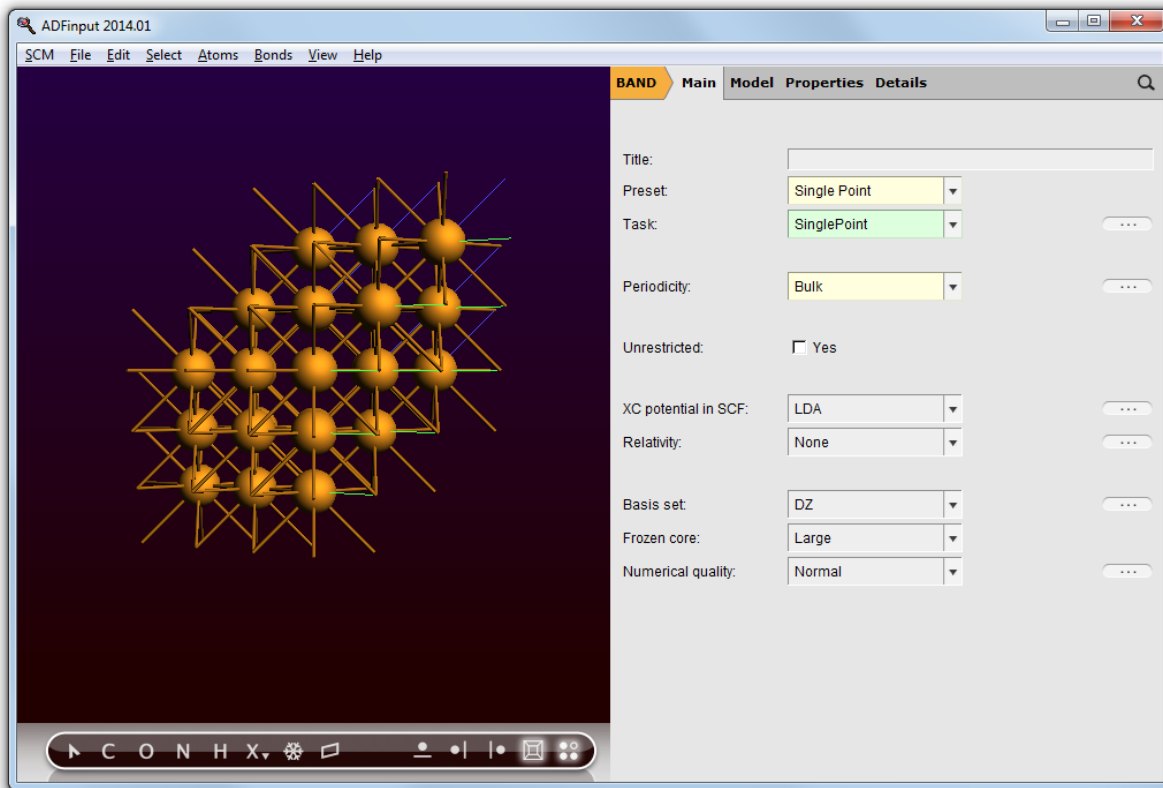 ADFinput 2014.01
SCM File Edit Select Atoms Bonds View Help
BAND Main Model Properties Details
Title:
Preset: Single Point
Task: SinglePoint ...
Periodicity: Bulk ...
Unrestricted: Yes
XC potential in SCF: LDA ...
Relativity: None ...
Basis set: DZ ...
Frozen core: Large
Numerical quality: Normal ...
C O N H X